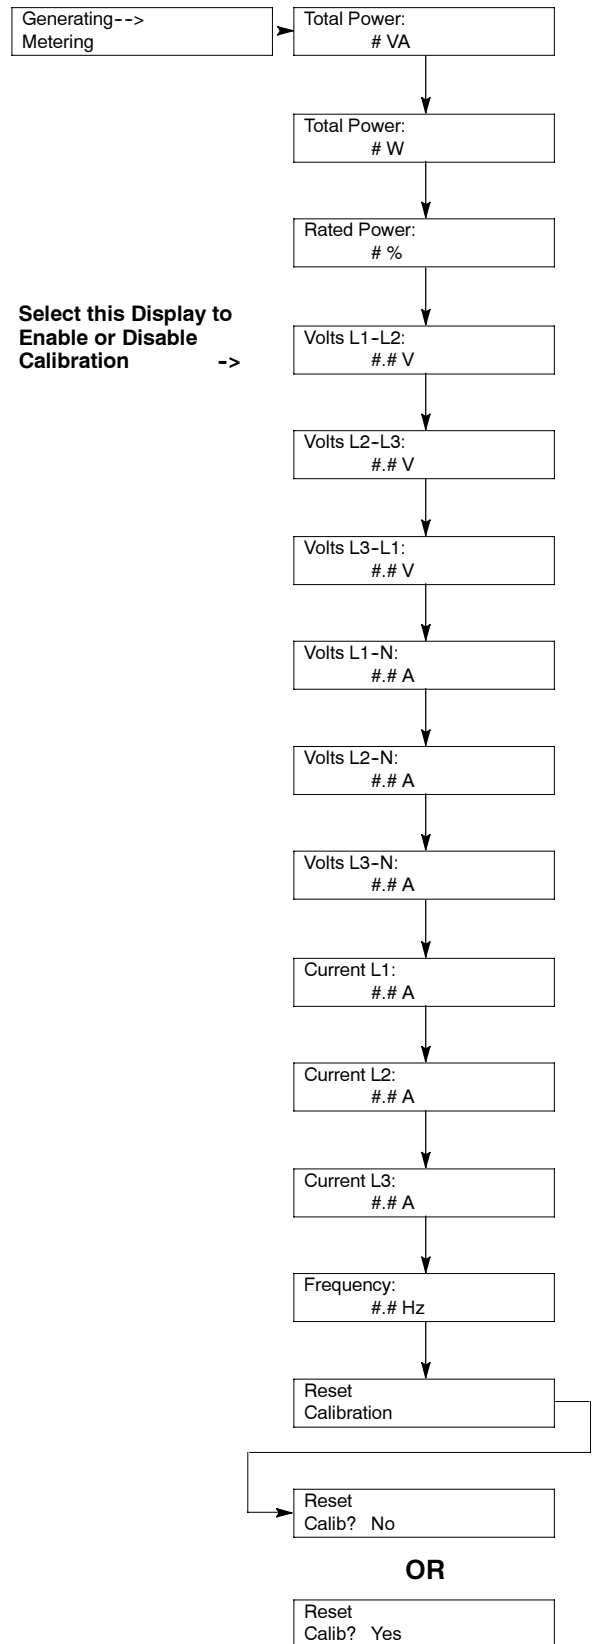 Generating-->
Metering
Total Power:
# VA
Total Power:
# W
Rated Power:
# %
Select this Display to
Enable or Disable
Calibration ->
Volts L1-L2:
#.# V
Volts L2-L3:
#.# V
Volts L3-L1:
#.# V
Volts L1-N:
#.# A
Volts L2-N:
#.# A
Volts L3-N:
#.# A
Current L1:
#.# A
Current L2:
#.# A
Current L3:
#.# A
Frequency:
#.# Hz
Reset
Calibration
Reset
Calib? No
OR
Reset
Calib? Yes